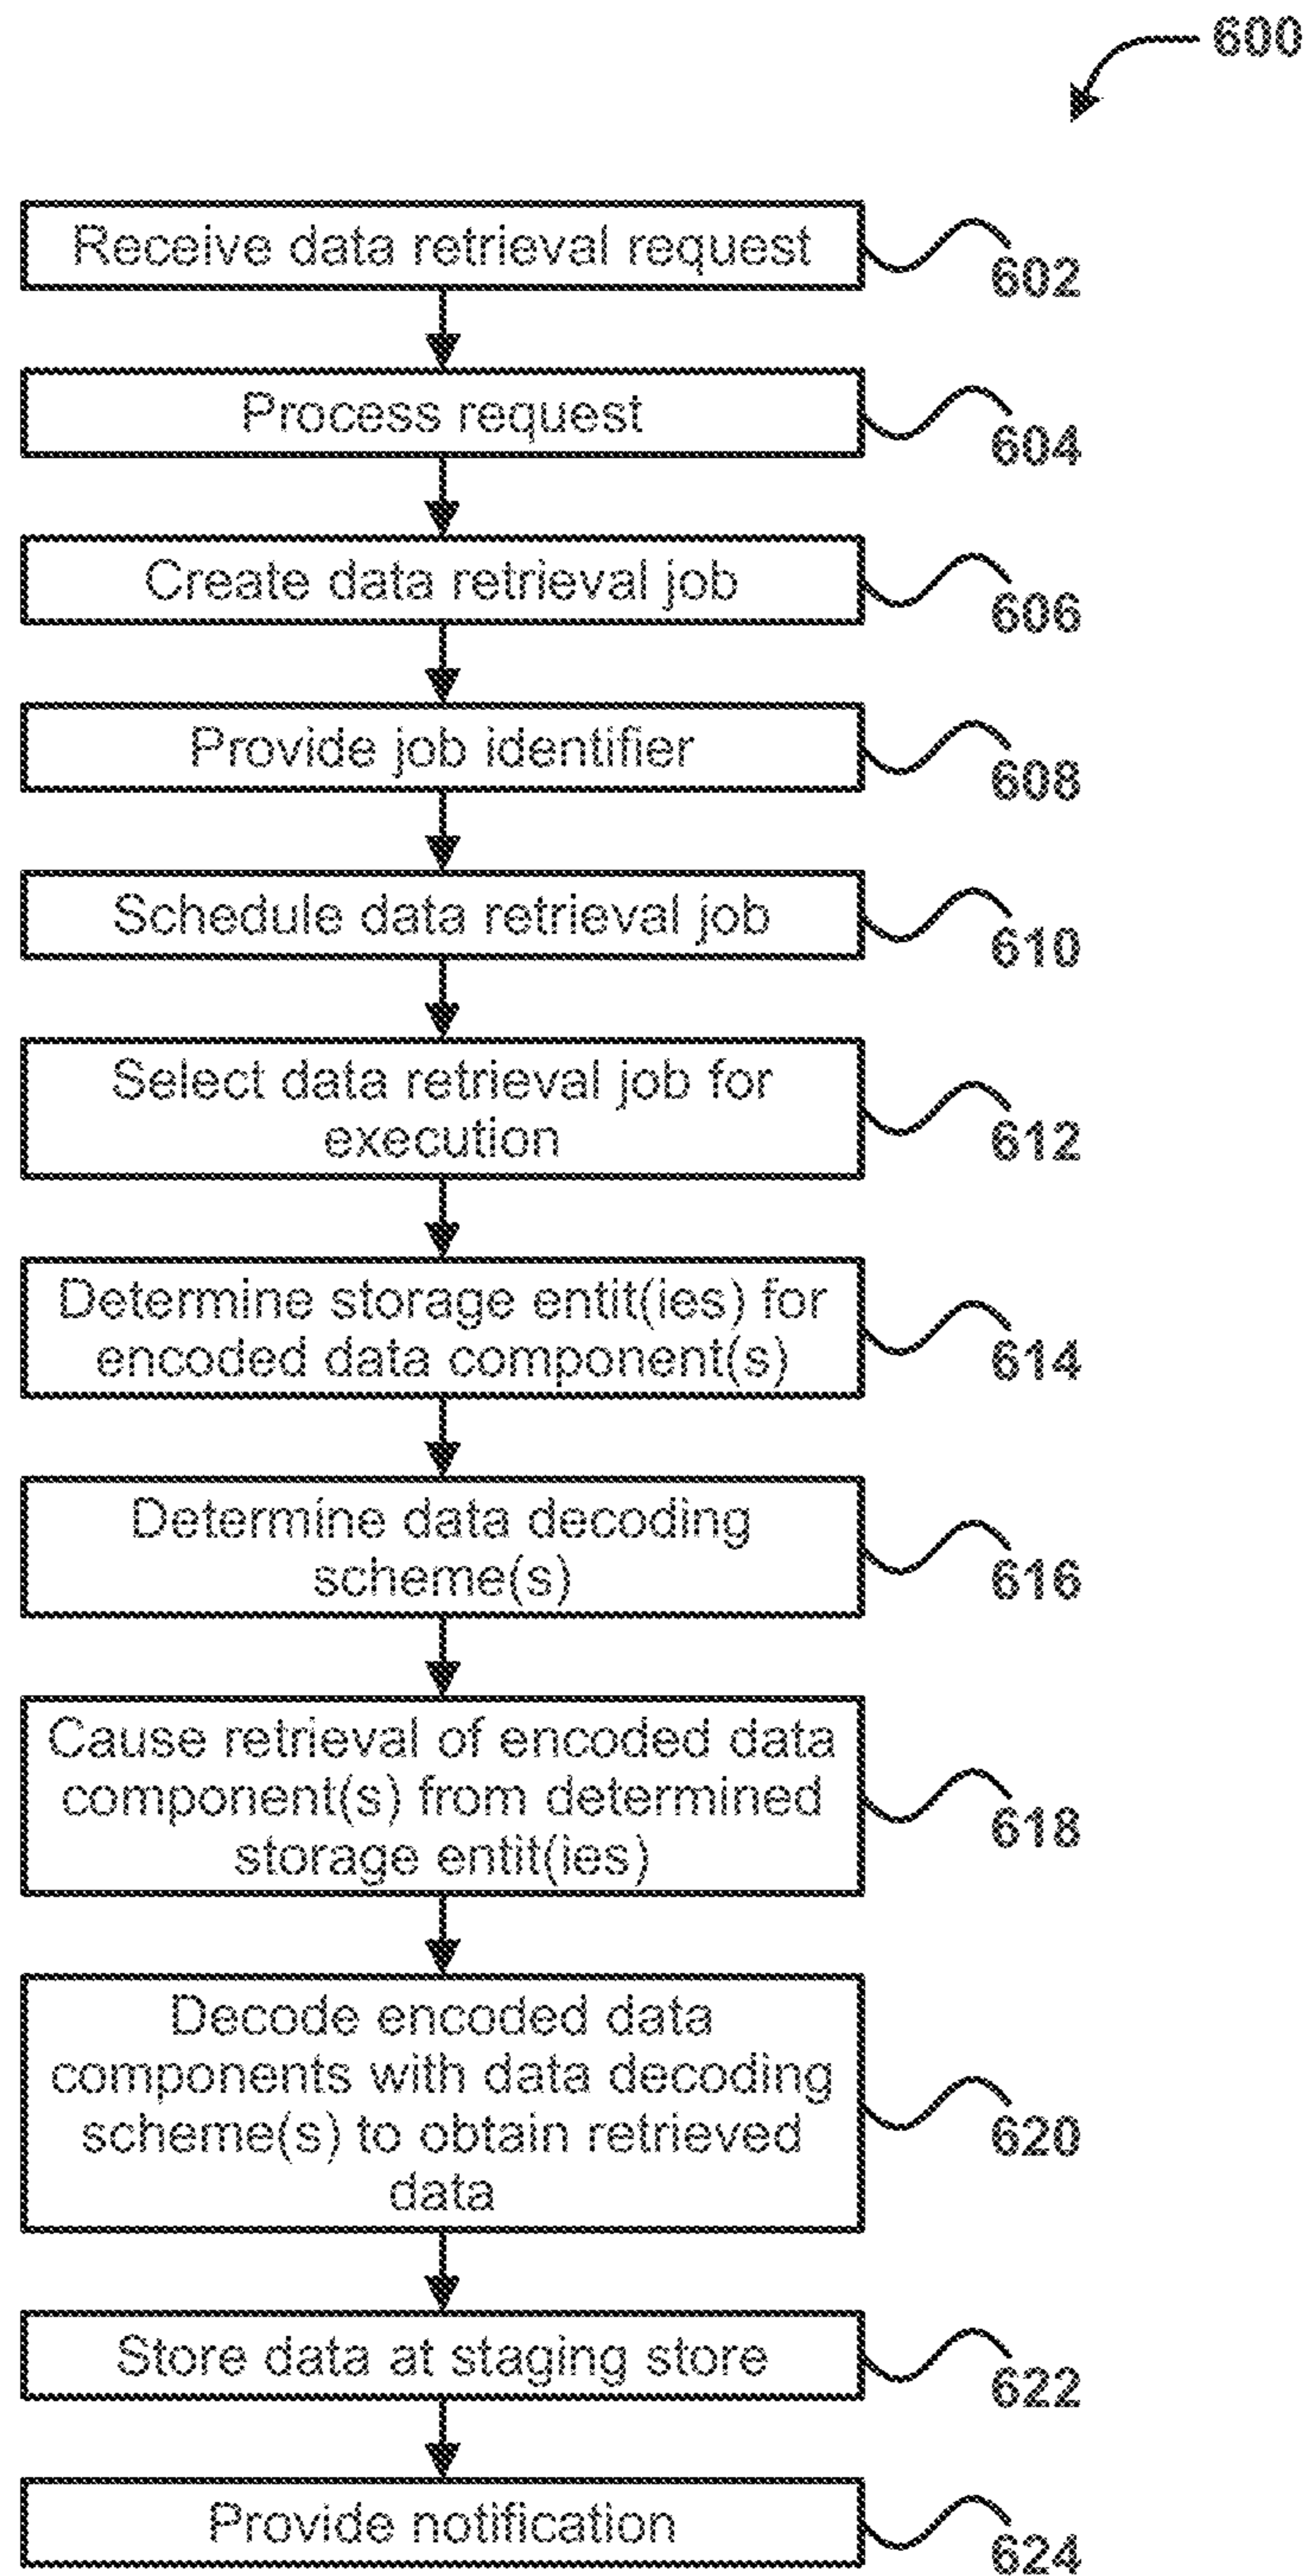 600
Receive data retrieval request
602
Process request
604
Create data retrieval job
606
Provide job identifier
608
Schedule data retrieval job
610
Select data retrieval job for
execution
612
Determine storage entit(ies) for
encoded data component(s)
614
Determine data decoding
scheme(s)
616
Cause retrieval of encoded data
component(s) from determined
storage entit(ies)
618
Decode encoded data
components with data decoding
scheme(s) to obtain retrieved
data
620
Store data at staging store
622
Provide notification
624